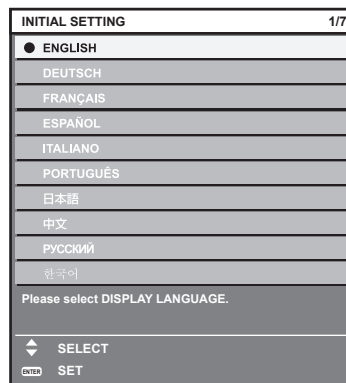 INITIAL SETTING 1/7
ENGLISH
DEUTSCH
FRANÇAIS
ESPAÑOL
ITALIANO
PORTUGUÊS
日本語
中文
РУССКИЙ
한국어
Please select DISPLAY LANGUAGE.
SELECT
ENTER SET